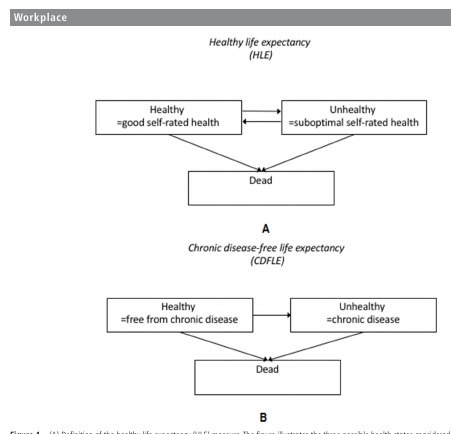 Workplace
Healthy life expectancy
(HLE)
Healthy
=good self-rated health
Unhealthy
=suboptimal self-rated health
Dead
A
Chronic disease-free life expectancy
(CDFLE)
Healthy
=free from chronic disease
Unhealthy
=chronic disease
Dead
B
Figure 1 (A) Definition of the healthy life expectancy (HLE) measure. The figure illustrates the three possible health states considered